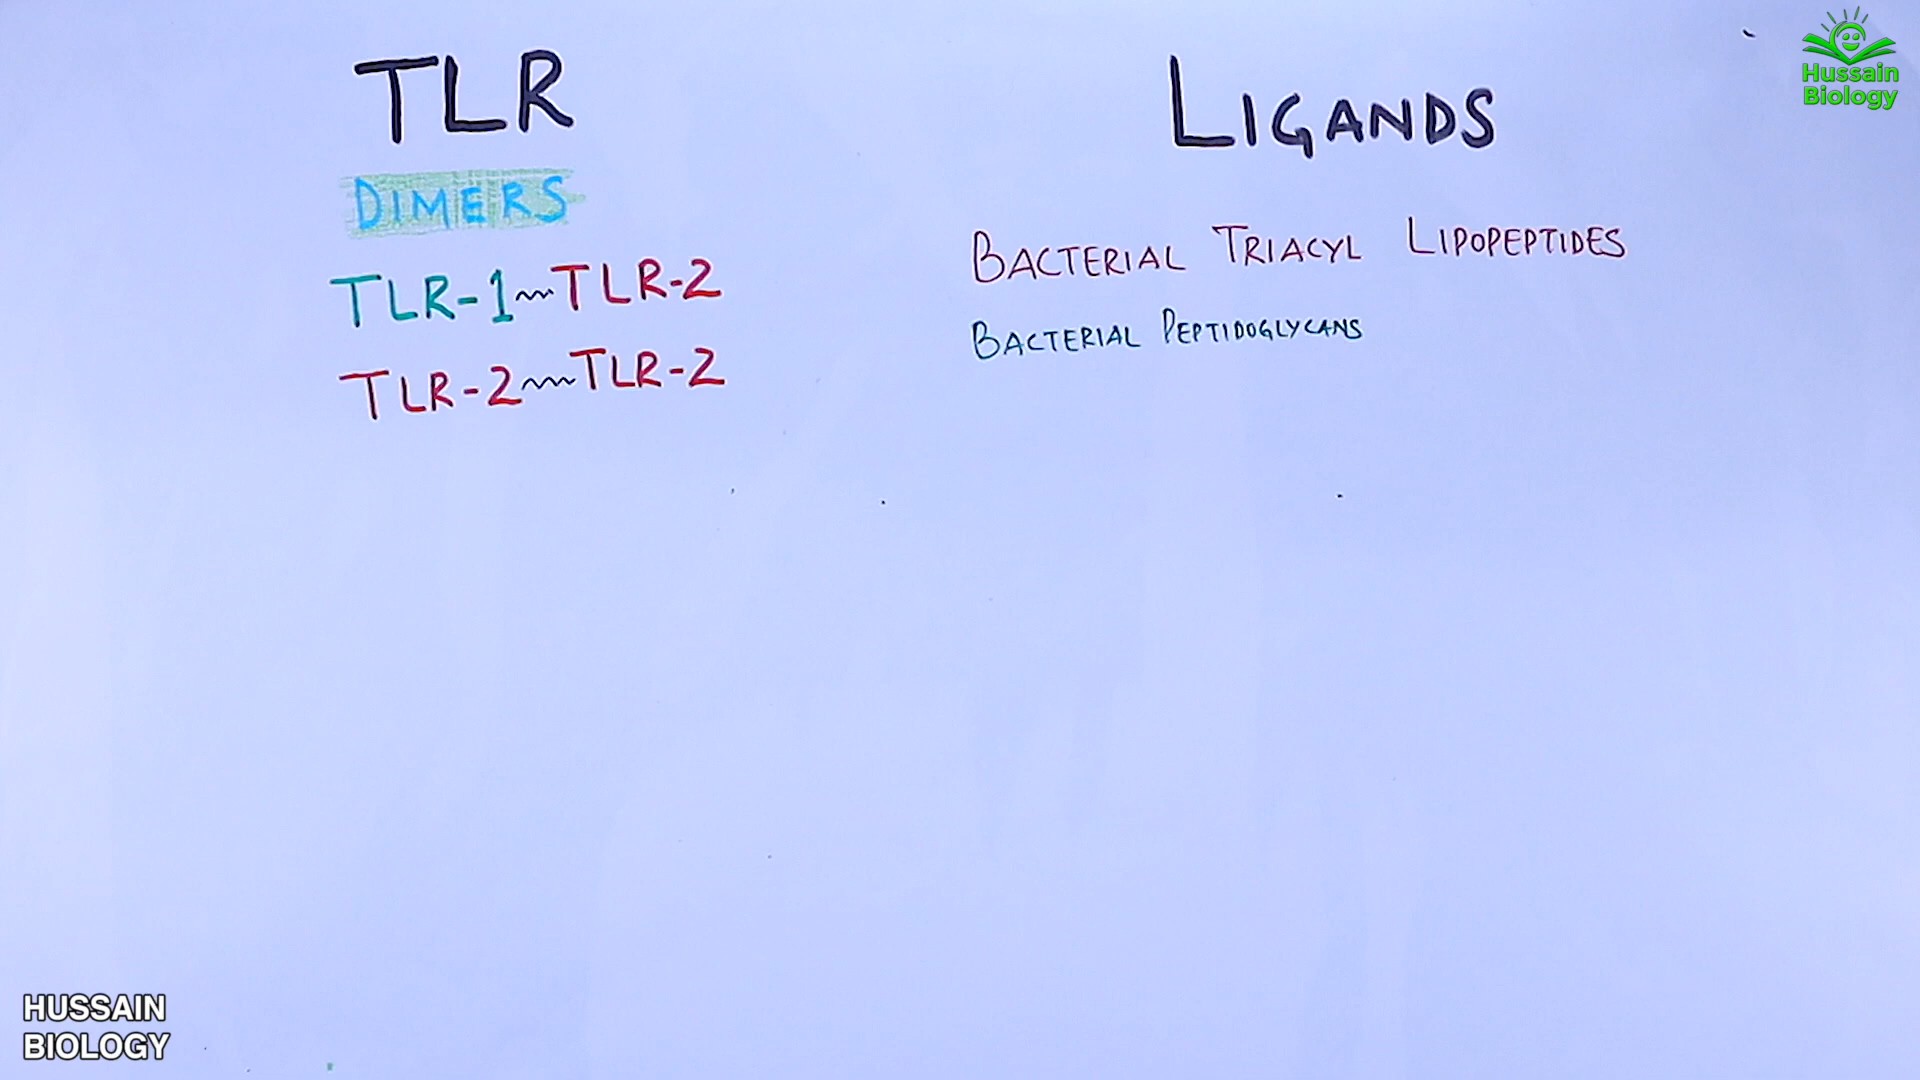 TLR
LIGANDS
DIMERS
TLR-1~TLR-2
BACTERIAL TRIACYL LIPOPEPTIDES
TLR-2~TLR-2
BACTERIAL PEPTIDOGLYCANS
Hussain
Biology
HUSSAIN
BIOLOGY